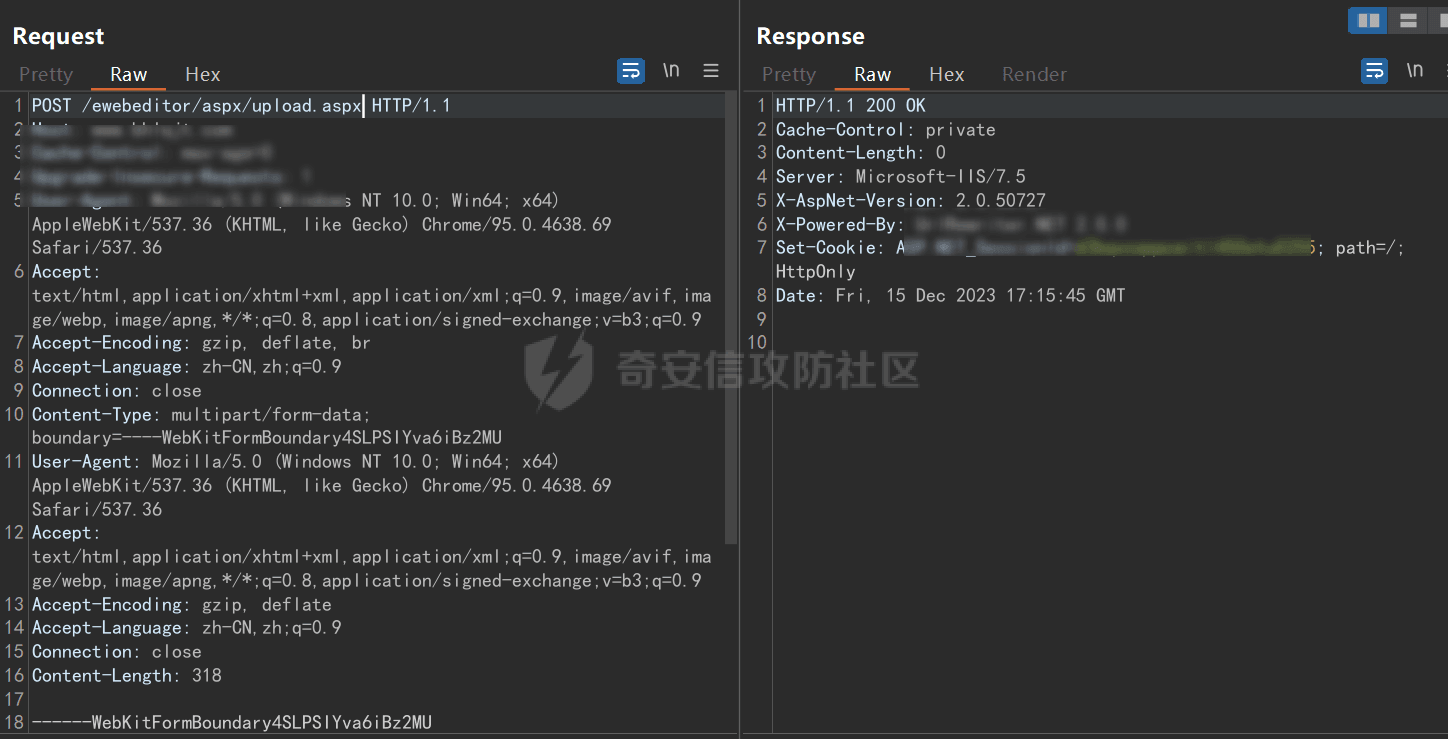 Request
Pretty Raw Hex \n
1 POST /ewebeditor/aspx/upload.aspx HTTP/1.1
2
3
4
5 NT 10.0; Win64; x64)
AppleWebKit/537.36 (KHTML, like Gecko) Chrome/95.0.4638.69
Safari/537.36
6 Accept:
text/html,application/xhtml+xml,application/xml;q=0.9,image/avif,ima
ge/webp,image/apng,*/*;q=0.8,application/signed-exchange;v=b3;q=0.9
7 Accept-Encoding: gzip, deflate, br
8 Accept-Language: zh-CN,zh;q=0.9
9 Connection: close
10 Content-Type: multipart/form-data;
boundary=----WebKitFormBoundary4SLPSIYva6iBz2MU
11 User-Agent: Mozilla/5.0 (Windows NT 10.0; Win64; x64)
AppleWebKit/537.36 (KHTML, like Gecko) Chrome/95.0.4638.69
Safari/537.36
12 Accept:
text/html,application/xhtml+xml,application/xml;q=0.9,image/avif,ima
ge/webp,image/apng,*/*;q=0.8,application/signed-exchange;v=b3;q=0.9
13 Accept-Encoding: gzip, deflate
14 Accept-Language: zh-CN,zh;q=0.9
15 Connection: close
16 Content-Length: 318
17
18 ------WebKitFormBoundary4SLPSIYva6iBz2MU
Response
Pretty Raw Hex Render \n
1 HTTP/1.1 200 OK
2 Cache-Control: private
3 Content-Length: 0
4 Server: Microsoft-IIS/7.5
5 X-AspNet-Version: 2.0.50727
6 X-Powered-By:
7 Set-Cookie: path=/;
HttpOnly
8 Date: Fri, 15 Dec 2023 17:15:45 GMT
9
10
奇安信攻防社区